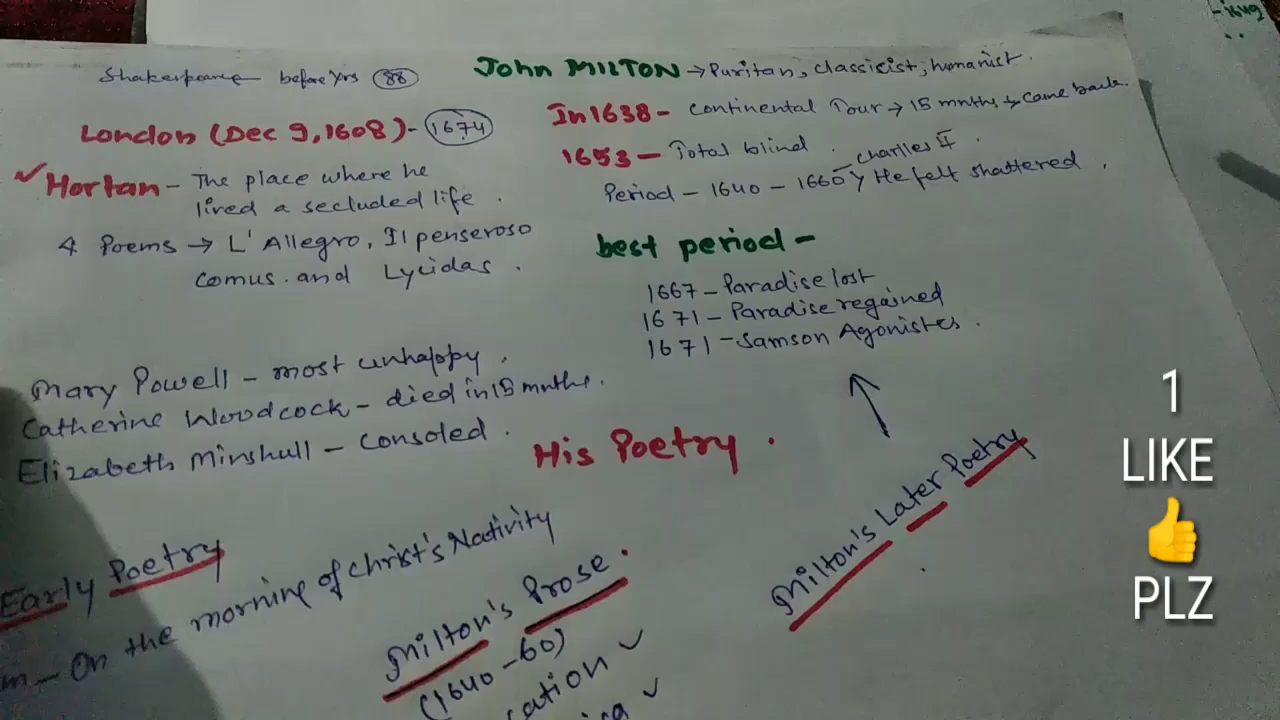 -1649
Shakerpeare before yrs 88
John MILTON → Puritan, classicist, humanist.
London (Dec 9, 1608) - 1674
In 1638 - Continental Tour → 15 mnths → Came back
1653 - Total blind.
Charlles II.
Hortan - The place where he
lived a secluded life.
Period - 1640 - 1660 → He felt shattered.
4 Poems → L'Allegro, Il penseroso
Comus. and Lycidas.
best period -
1667 - Paradise lost
1671 - Paradise regained
1671 - Samson Agonistes.
Mary Powell - most unhappy.
Catherine Woodcock - died in 15 mnths.
Elizabeth Minshull - Consoled.
His Poetry.
Milton's Later Poetry
Early Poetry
On the morning of Christ's Nativity
Milton's Prose.
(1640-60)
cation ✓
1
LIKE
👍
PLZ